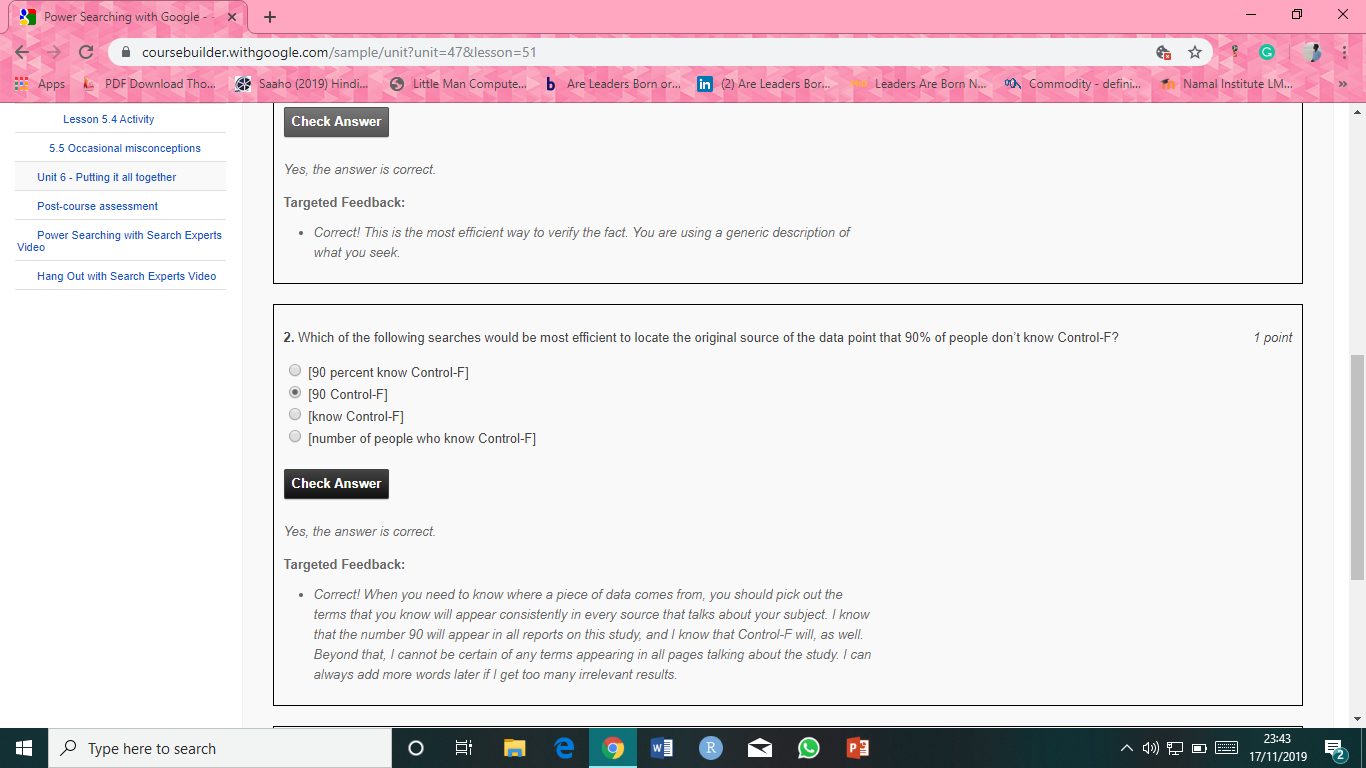 Power Searching with Google -
coursebuilder.withgoogle.com/sample/unit?unit=47&lesson=51
Apps
PDF Download Tho...
Saaho (2019) Hindi...
Little Man Compute...
b Are Leaders Born or...
in (2) Are Leaders Bor...
Leaders Are Born N...
Commodity - defini...
Namal Institute LM...
»
Lesson 5.4 Activity
5.5 Occasional misconceptions
Unit 6 - Putting it all together
Post-course assessment
Power Searching with Search Experts
Video
Hang Out with Search Experts Video
Check Answer
Yes, the answer is correct.
Targeted Feedback:
• Correct! This is the most efficient way to verify the fact. You are using a generic description of
what you seek.
2. Which of the following searches would be most efficient to locate the original source of the data point that 90% of people don't know Control-F? 1 point
[90 percent know Control-F]
[90 Control-F]
[know Control-F]
[number of people who know Control-F]
Check Answer
Yes, the answer is correct.
Targeted Feedback:
• Correct! When you need to know where a piece of data comes from, you should pick out the
terms that you know will appear consistently in every source that talks about your subject. I know
that the number 90 will appear in all reports on this study, and I know that Control-F will, as well.
Beyond that, I cannot be certain of any terms appearing in all pages talking about the study. I can
always add more words later if I get too many irrelevant results.
Type here to search
23:43
17/11/2019
2